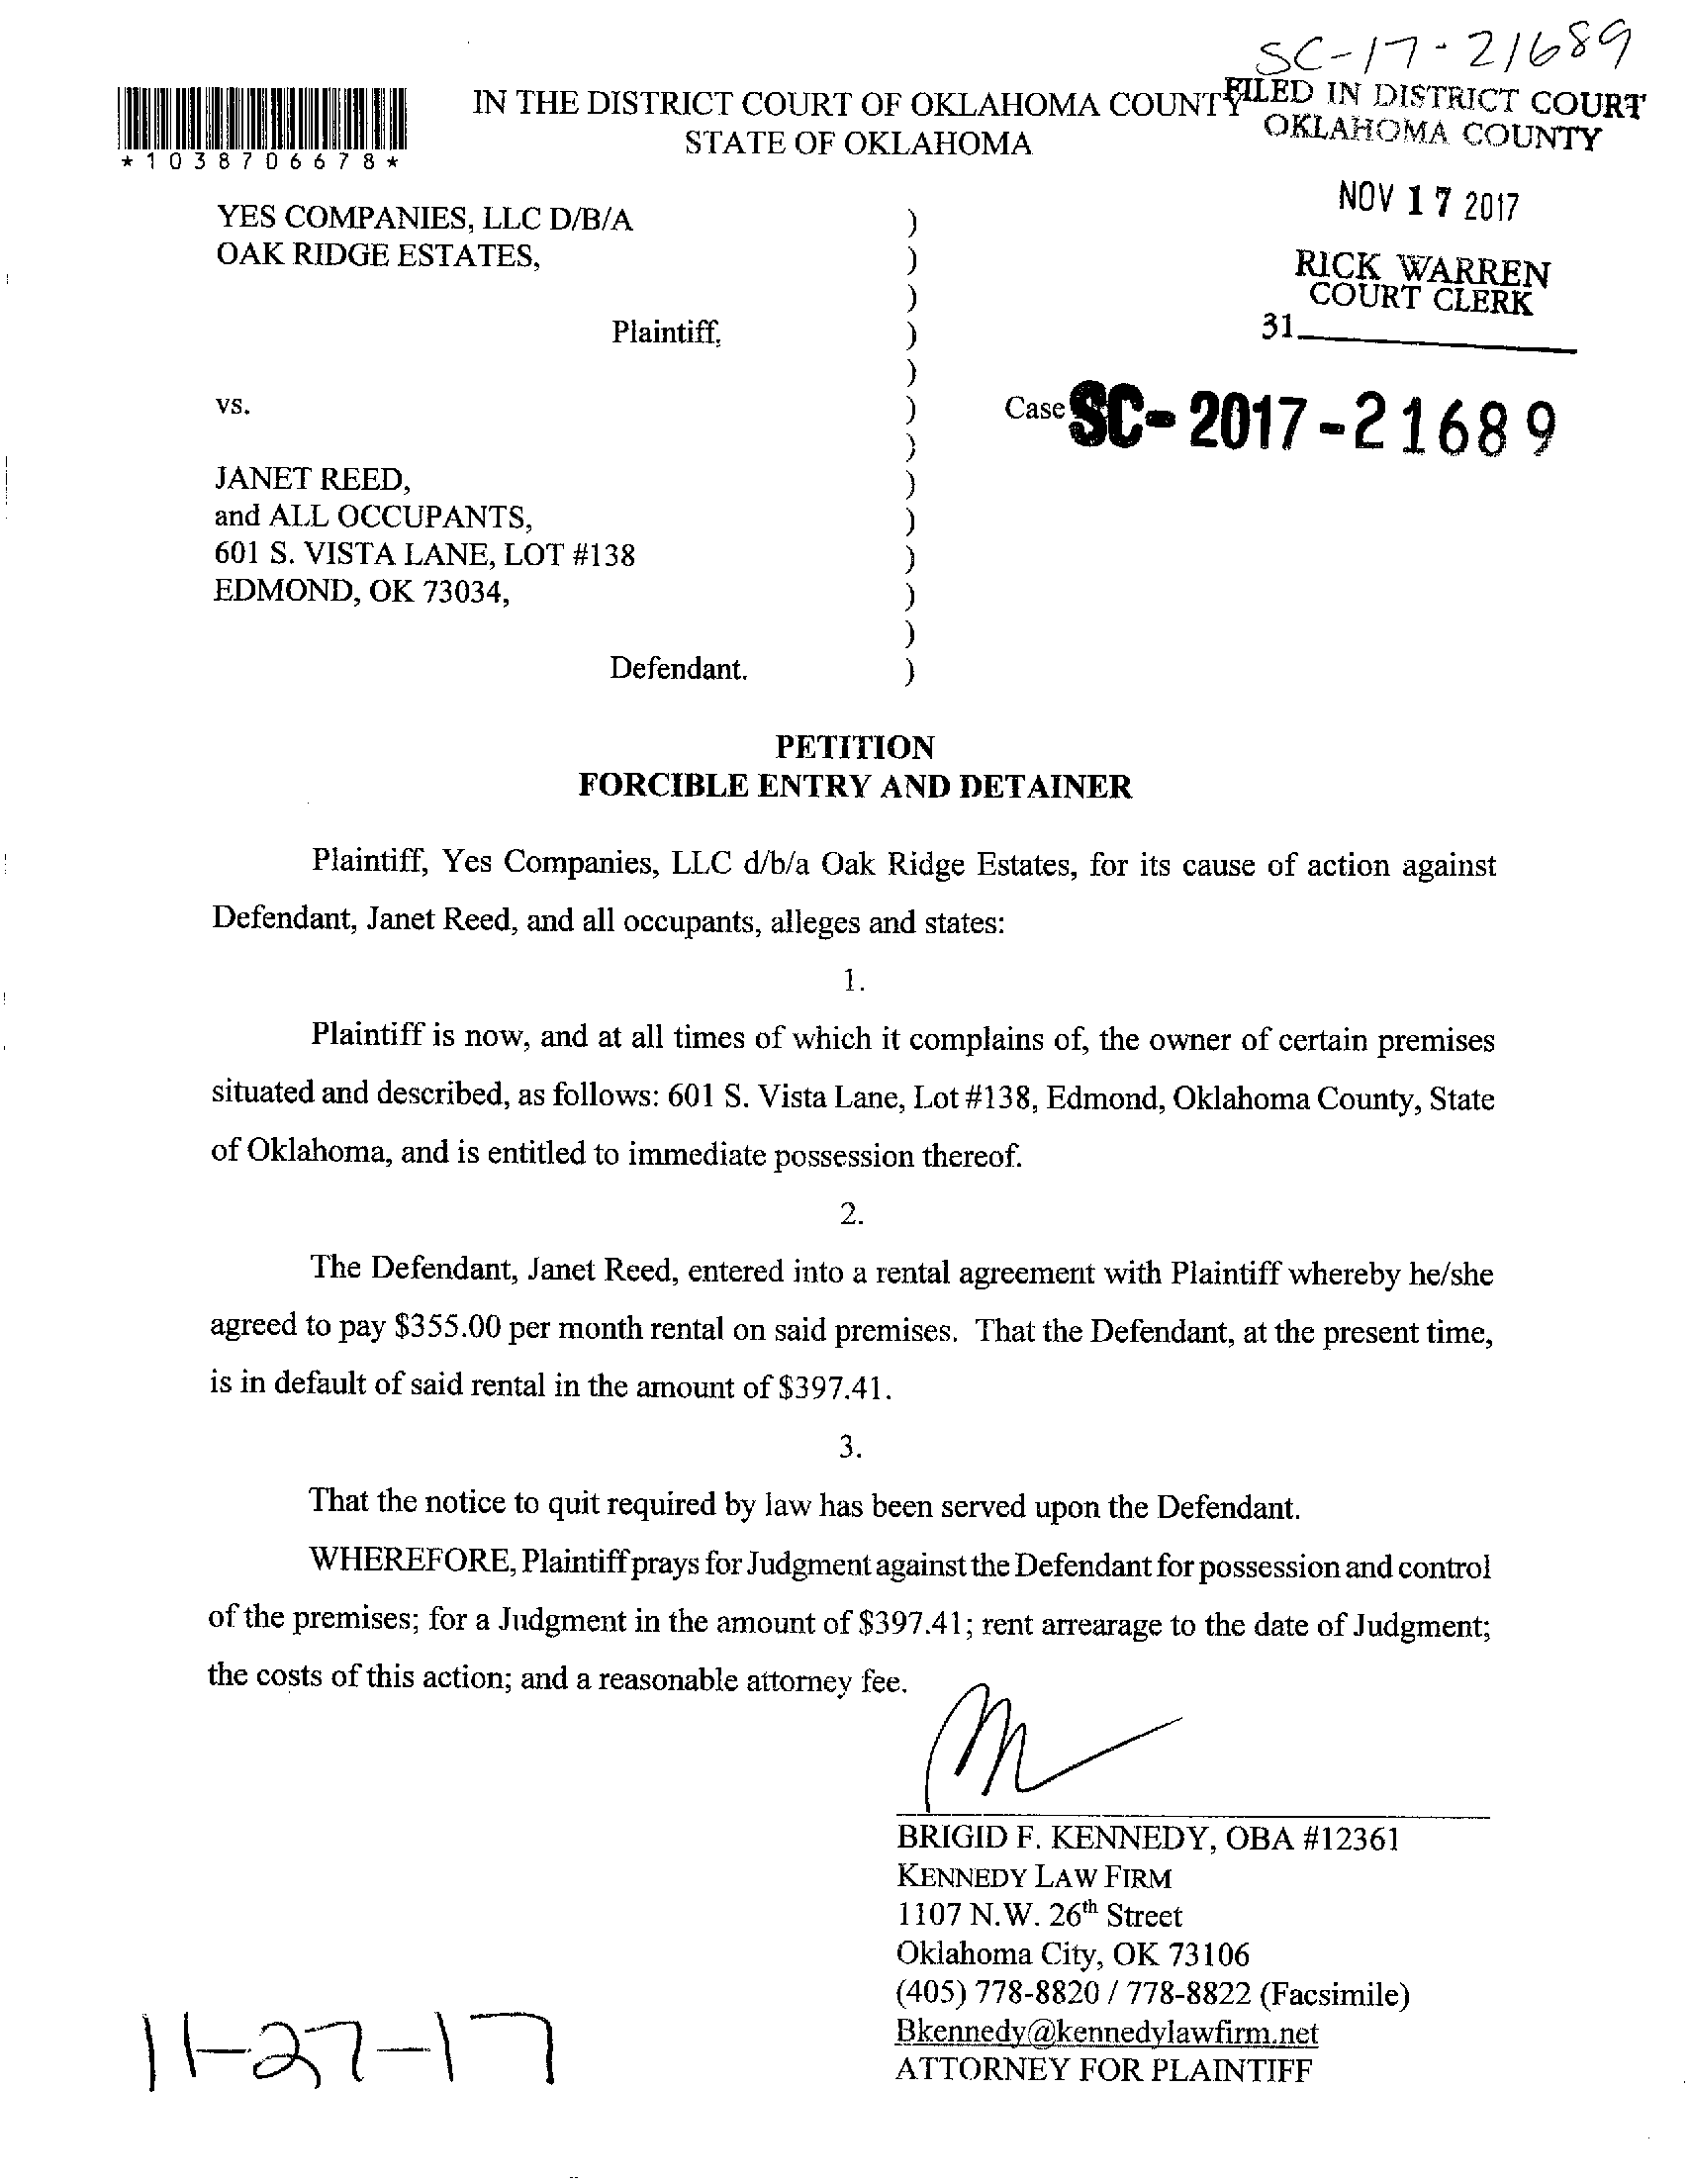 SC-17-21689
*1038706678*
IN THE DISTRICT COURT OF OKLAHOMA COUNTY
STATE OF OKLAHOMA
FILED IN DISTRICT COURT
OKLAHOMA COUNTY
NOV 17 2017
RICK WARREN
COURT CLERK
31
YES COMPANIES, LLC D/B/A )
OAK RIDGE ESTATES, )
)
Plaintiff, )
)
vs. )
Case SC-2017-21689
)
JANET REED, )
and ALL OCCUPANTS, )
601 S. VISTA LANE, LOT #138 )
EDMOND, OK 73034, )
)
Defendant. )
PETITION
FORCIBLE ENTRY AND DETAINER
Plaintiff, Yes Companies, LLC d/b/a Oak Ridge Estates, for its cause of action against
Defendant, Janet Reed, and all occupants, alleges and states:
1.
Plaintiff is now, and at all times of which it complains of, the owner of certain premises
situated and described, as follows: 601 S. Vista Lane, Lot #138, Edmond, Oklahoma County, State
of Oklahoma, and is entitled to immediate possession thereof.
2.
The Defendant, Janet Reed, entered into a rental agreement with Plaintiff whereby he/she
agreed to pay $355.00 per month rental on said premises. That the Defendant, at the present time,
is in default of said rental in the amount of $397.41.
3.
That the notice to quit required by law has been served upon the Defendant.
WHEREFORE, Plaintiff prays for Judgment against the Defendant for possession and control
of the premises; for a Judgment in the amount of $397.41; rent arrearage to the date of Judgment;
the costs of this action; and a reasonable attorney fee.
BRIGID F. KENNEDY, OBA #12361
KENNEDY LAW FIRM
1107 N.W. 26th Street
Oklahoma City, OK 73106
(405) 778-8820 / 778-8822 (Facsimile)
Bkennedy@kennedylawfirm.net
ATTORNEY FOR PLAINTIFF
11-27-17